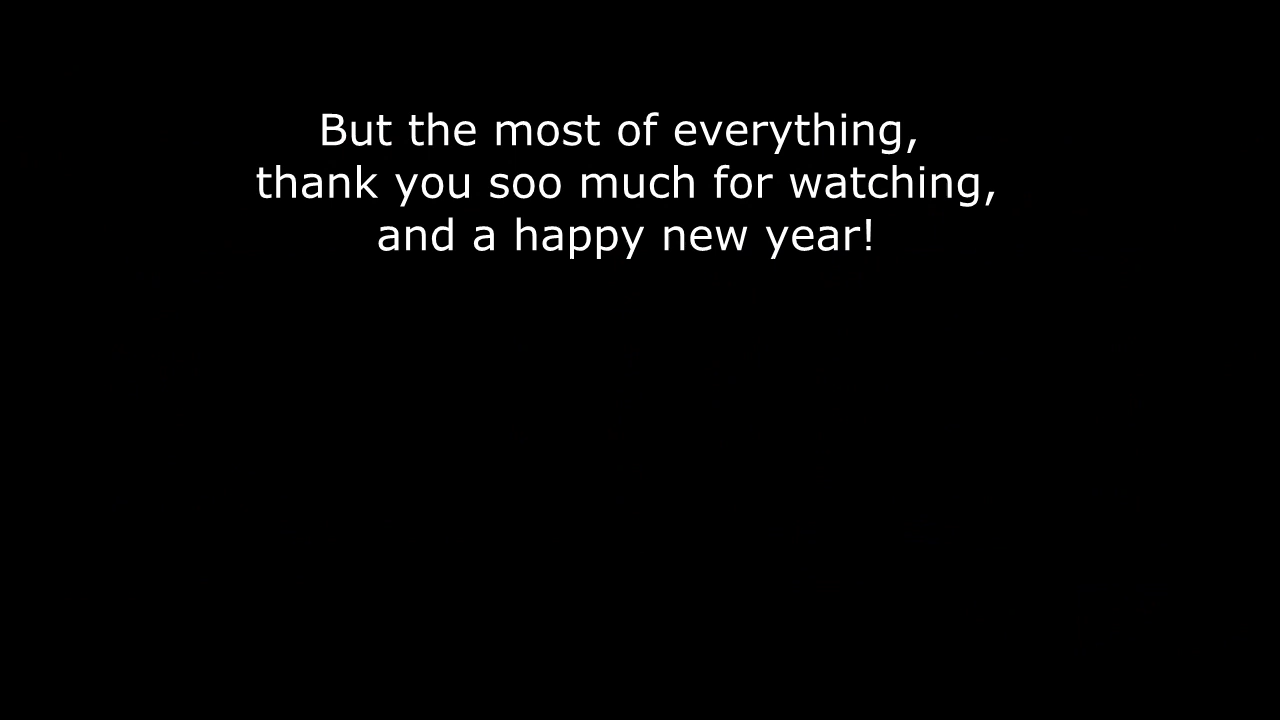 But the most of everything,
thank you soo much for watching,
and a happy new year!